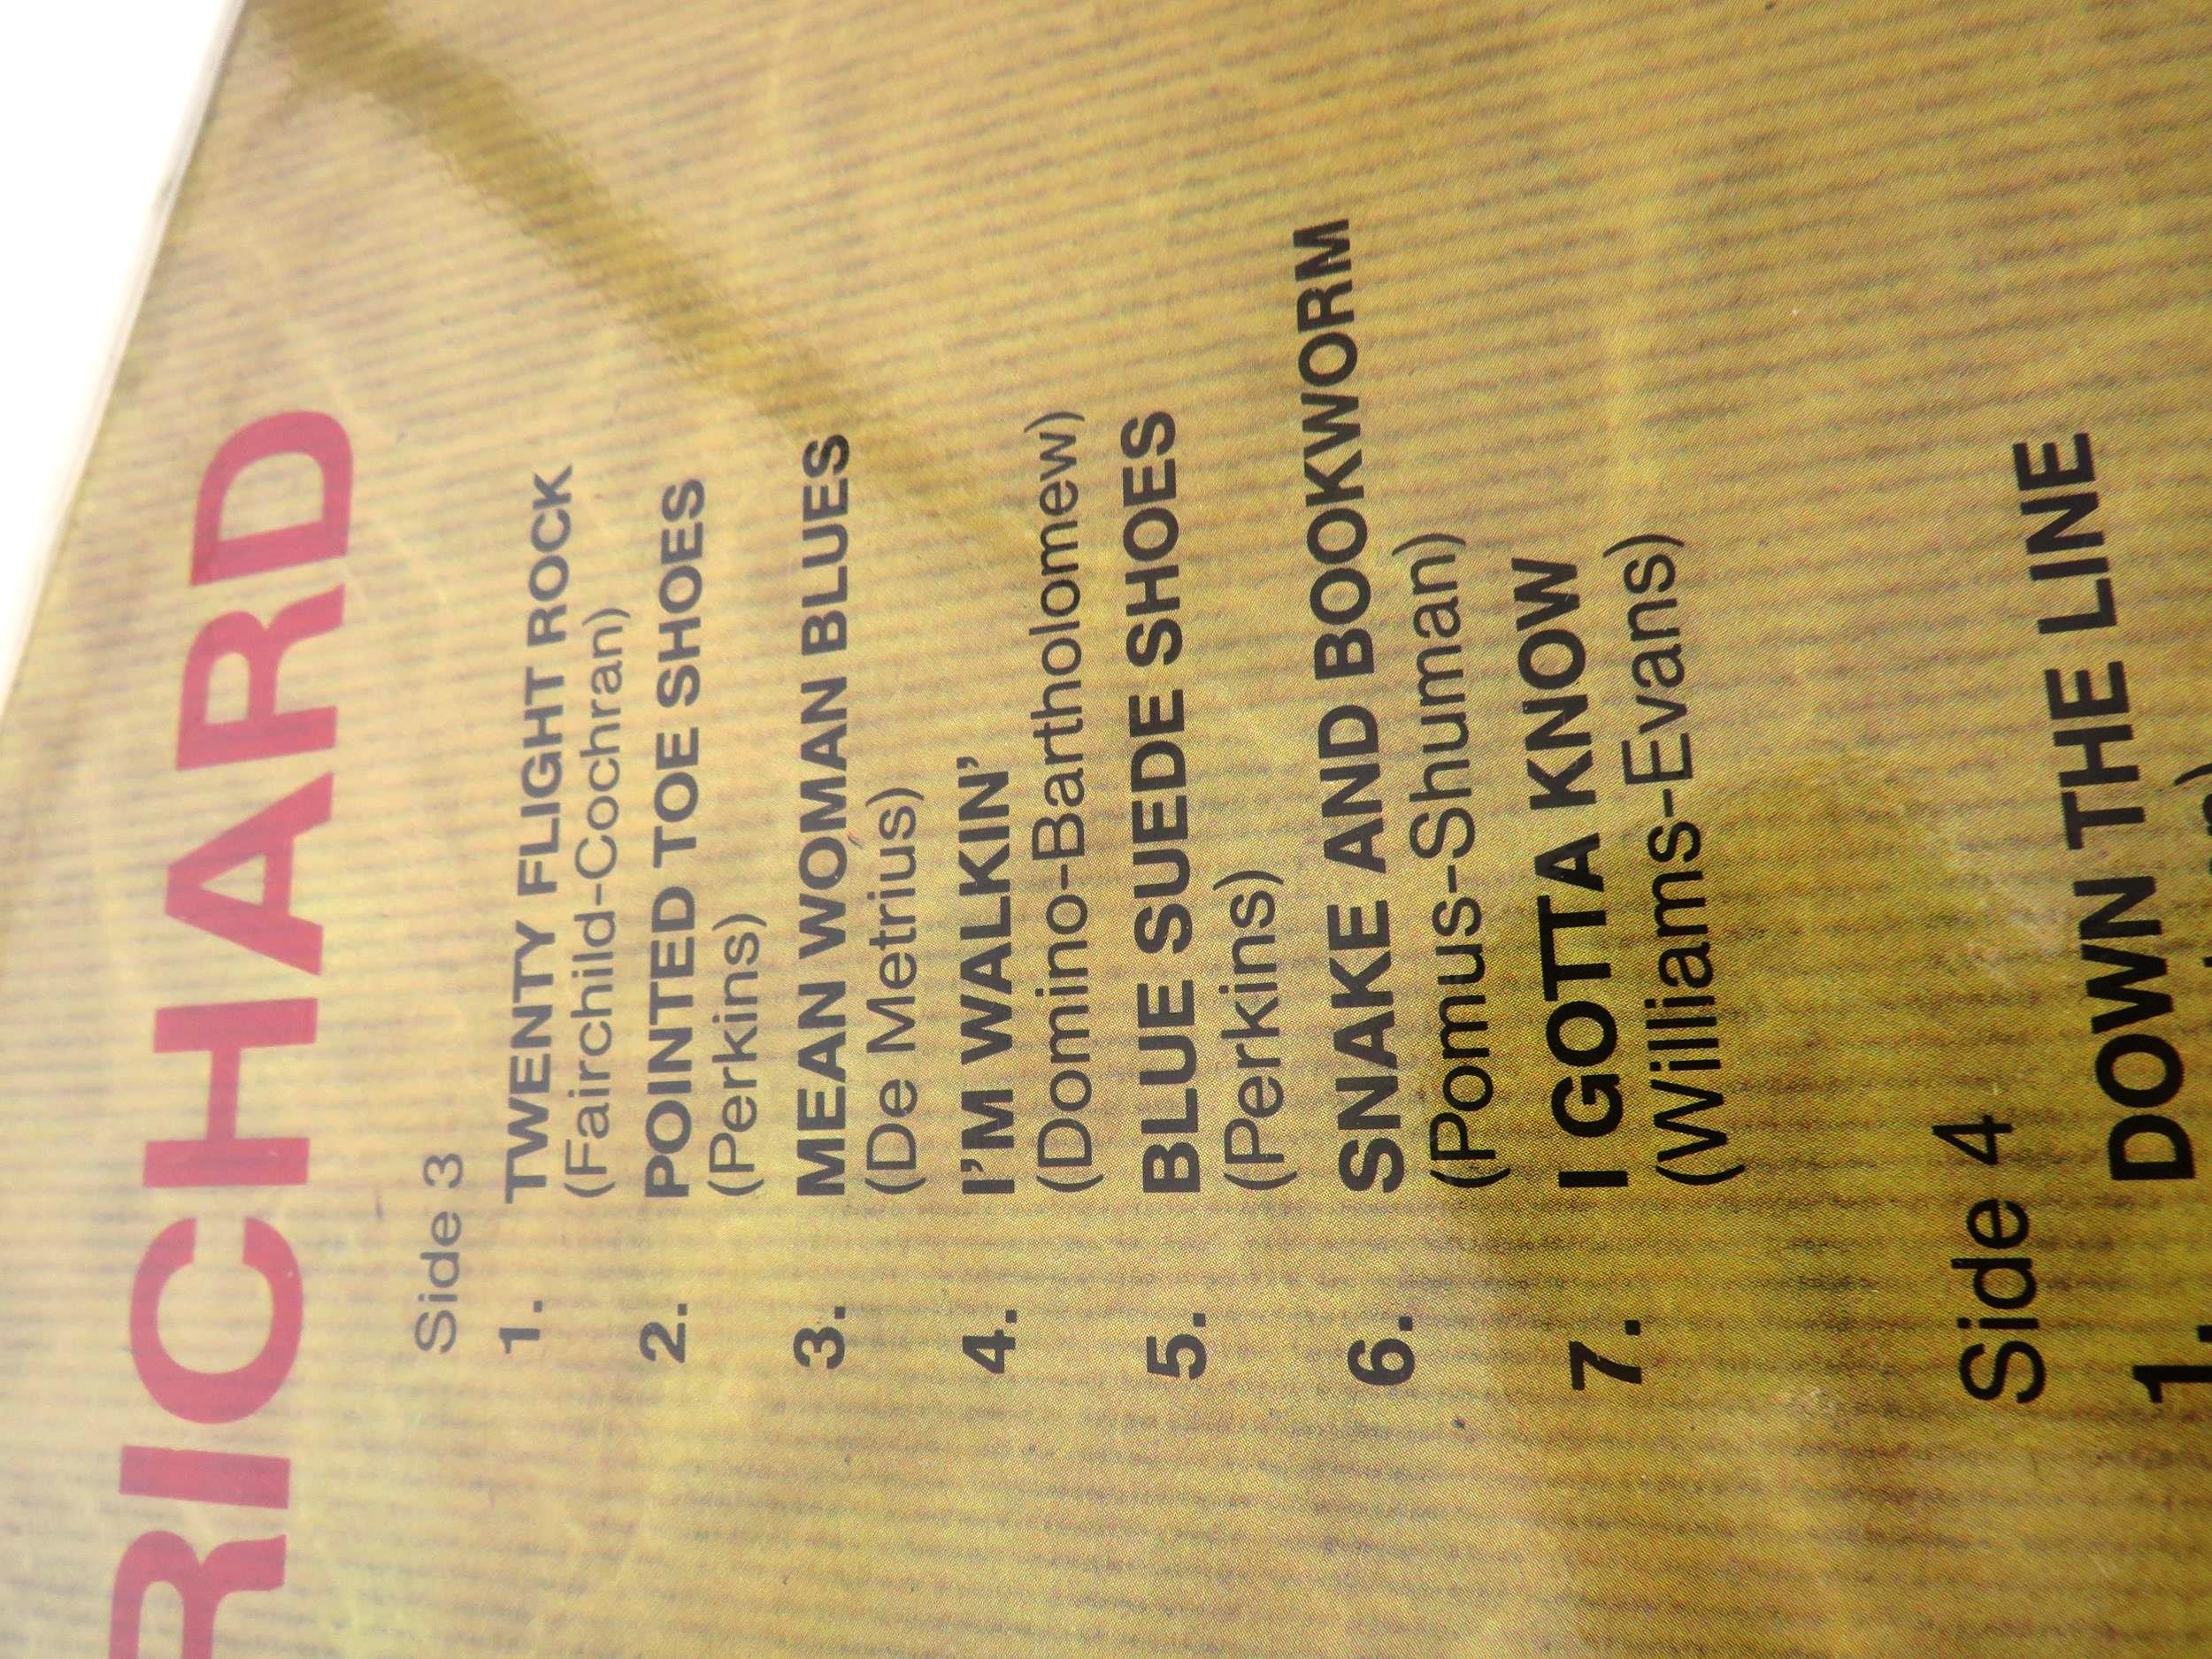 RICHARD
Side 3
1. TWENTY FLIGHT ROCK
(Fairchild-Cochran)
2. POINTED TOE SHOES
(Perkins)
3. MEAN WOMAN BLUES
(De Metrius)
4. I'M WALKIN'
(Domino-Bartholomew)
5. BLUE SUEDE SHOES
(Perkins)
6. SNAKE AND BOOKWORM
(Pomus-Shuman)
7. I GOTTA KNOW
(Williams-Evans)
Side 4
1. DOWN THE LINE